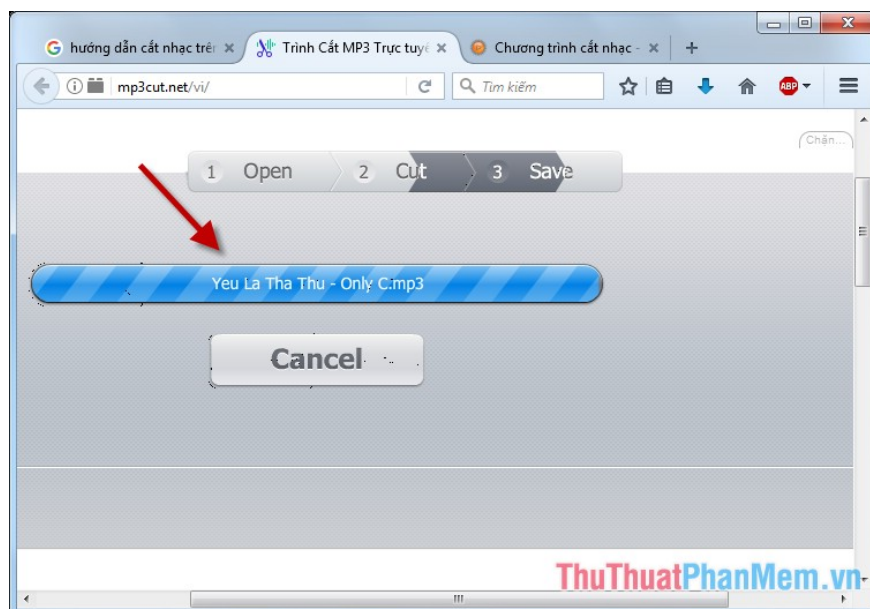 hướng dẫn cắt nhạc trên
Trình Cắt MP3 Trực tuyế
Chương trình cắt nhạc -
mp3cut.net/vi/
Tìm kiếm
ABP
Chặn...
1 Open 2 Cut 3 Save
Yeu La Tha Thu - Only C.mp3
Cancel
ThuThuatPhanMem.vn